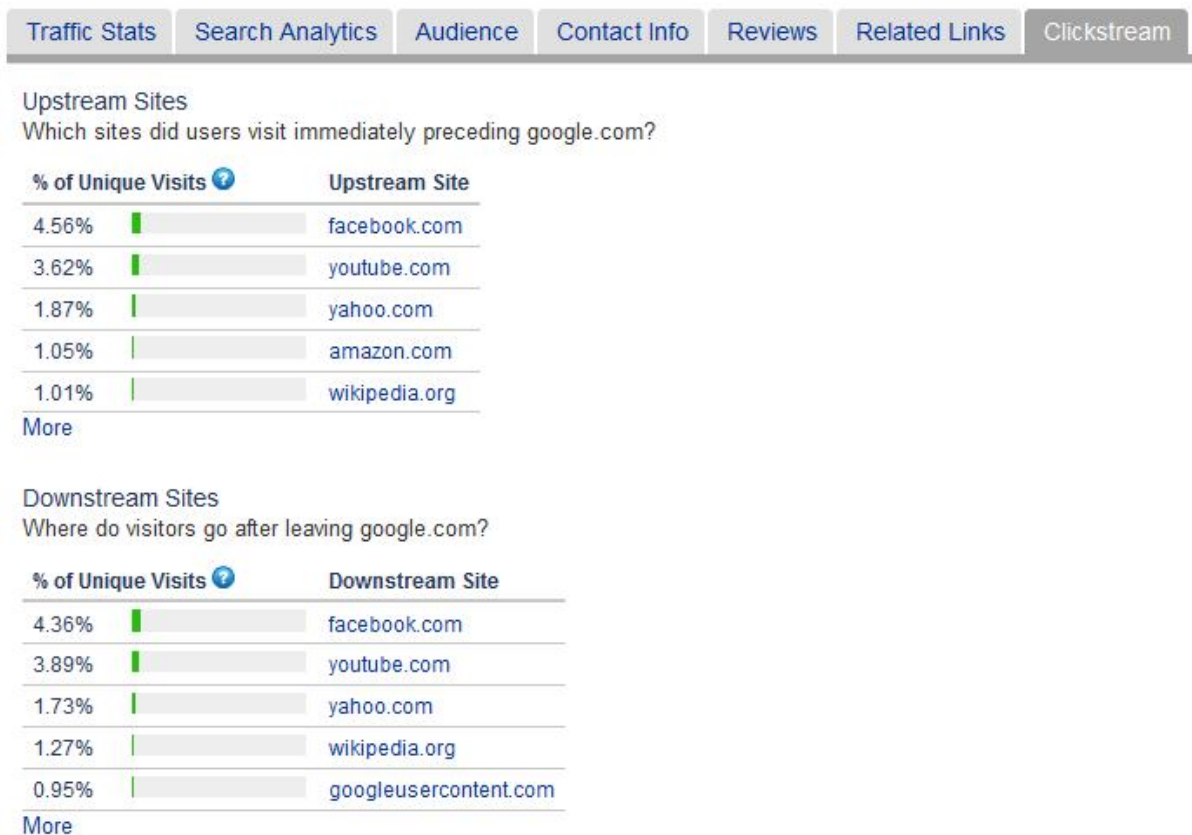 Traffic Stats Search Analytics Audience Contact Info Reviews Related Links Clickstream
Upstream Sites
Which sites did users visit immediately preceding google.com?
% of Unique Visits ? Upstream Site
4.56% facebook.com
3.62% youtube.com
1.87% yahoo.com
1.05% amazon.com
1.01% wikipedia.org
More
Downstream Sites
Where do visitors go after leaving google.com?
% of Unique Visits ? Downstream Site
4.36% facebook.com
3.89% youtube.com
1.73% yahoo.com
1.27% wikipedia.org
0.95% googleusercontent.com
More